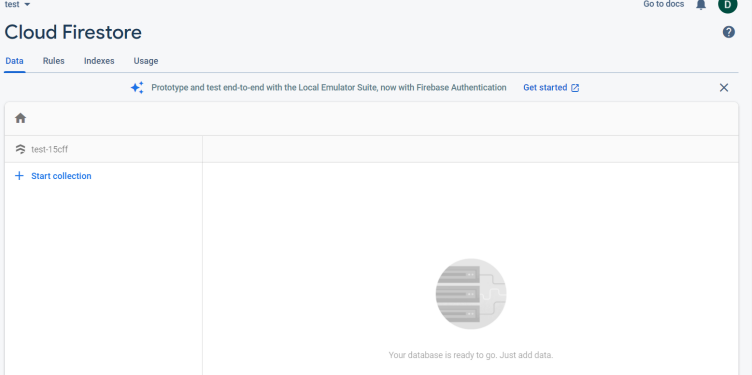 test
Go to docs
D
Cloud Firestore
?
Data Rules Indexes Usage
Prototype and test end-to-end with the Local Emulator Suite, now with Firebase Authentication Get started
test-15cff
+ Start collection
Your database is ready to go. Just add data.